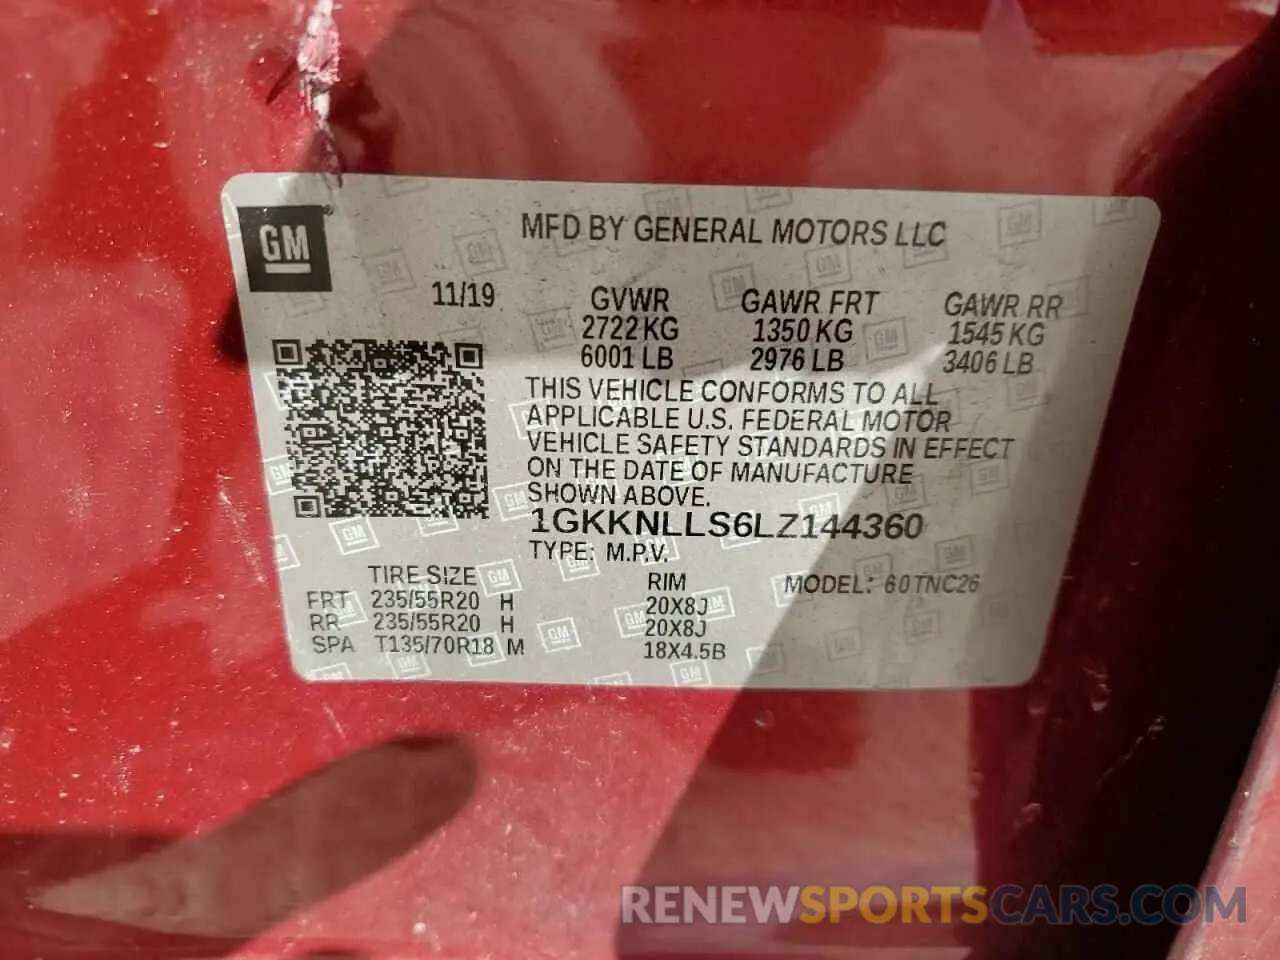 GM
MFD BY GENERAL MOTORS LLC
11/19 GVWR GAWR FRT GAWR RR
2722 KG 1350 KG 1545 KG
6001 LB 2976 LB 3406 LB
THIS VEHICLE CONFORMS TO ALL
APPLICABLE U.S. FEDERAL MOTOR
VEHICLE SAFETY STANDARDS IN EFFECT
ON THE DATE OF MANUFACTURE
SHOWN ABOVE.
1GKKNLLS6LZ144360
TYPE: M.P.V.
TIRE SIZE RIM MODEL: 60TNC26
FRT 235/55R20 H 20X8J
RR 235/55R20 H 20X8J
SPA T135/70R18 M 18X4.5B
RENEWSPORTSCARS.COM